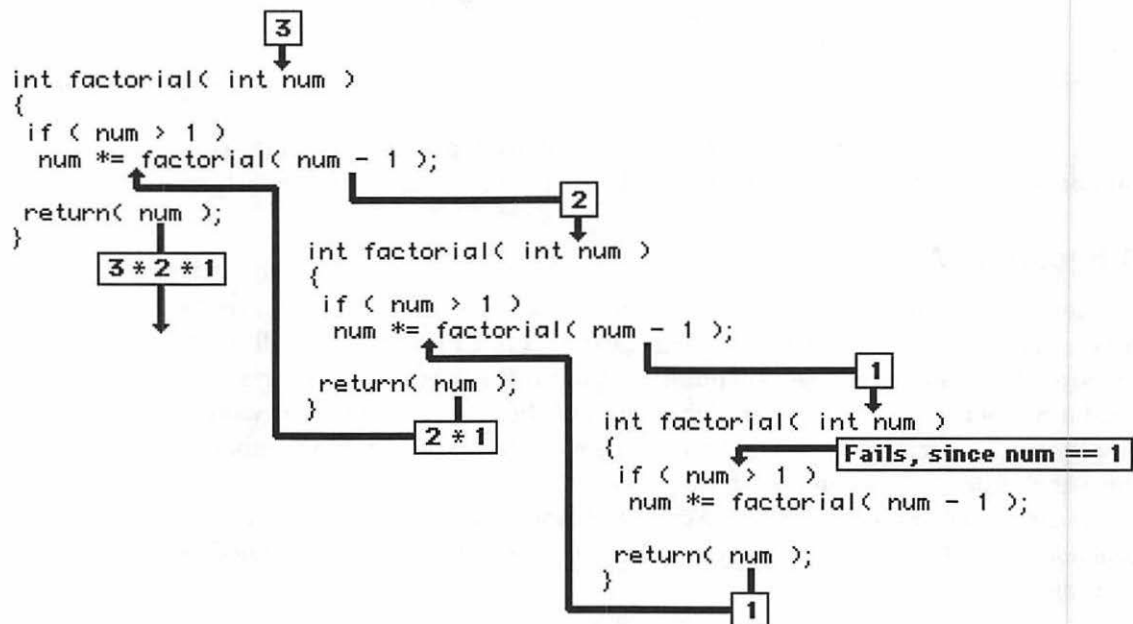 3
int factorial( int num )
{
if ( num > 1 )
num *= factorial( num - 1 );
return( num );
}
3 * 2 * 1
2
int factorial( int num )
{
if ( num > 1 )
num *= factorial( num - 1 );
return( num );
}
2 * 1
1
int factorial( int num )
{
Fails, since num == 1
if ( num > 1 )
num *= factorial( num - 1 );
return( num );
}
1